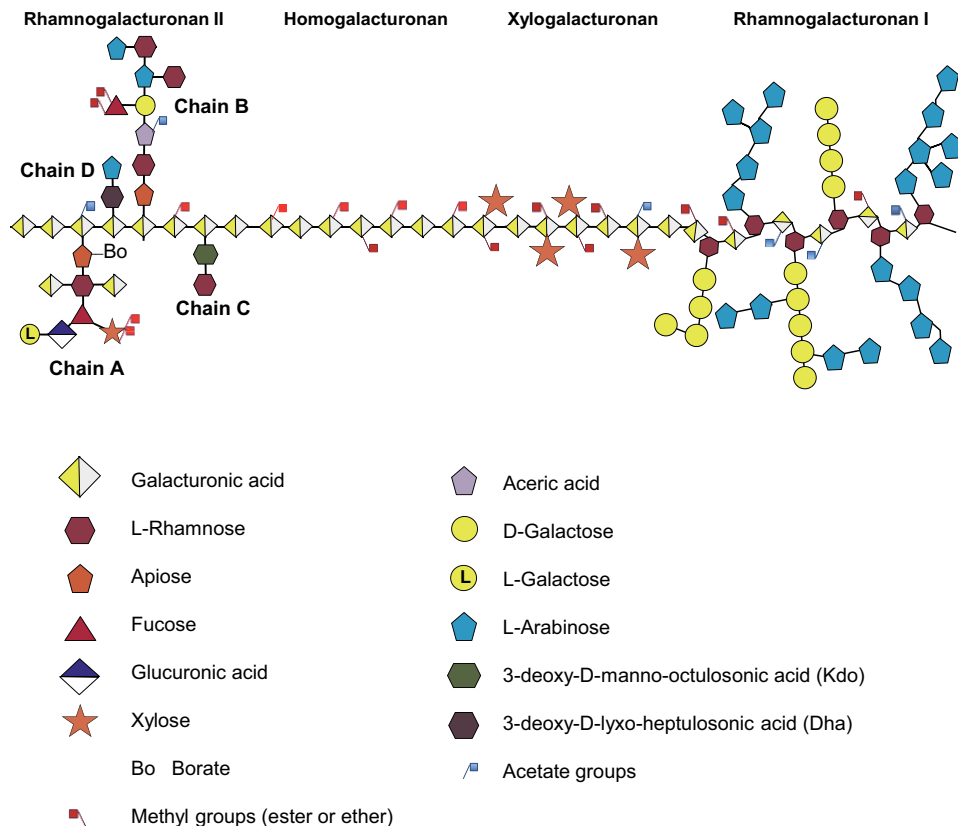 Rhamnogalacturonan II Homogalacturonan Xylogalacturonan Rhamnogalacturonan I
Chain B
Chain D
Bo
Chain C
L
Chain A
Galacturonic acid
L-Rhamnose
Apiose
Fucose
Glucuronic acid
Xylose
Bo Borate
Methyl groups (ester or ether)
Aceric acid
D-Galactose
L L-Galactose
L-Arabinose
3-deoxy-D-manno-octulosonic acid (Kdo)
3-deoxy-D-lyxo-heptulosonic acid (Dha)
Acetate groups